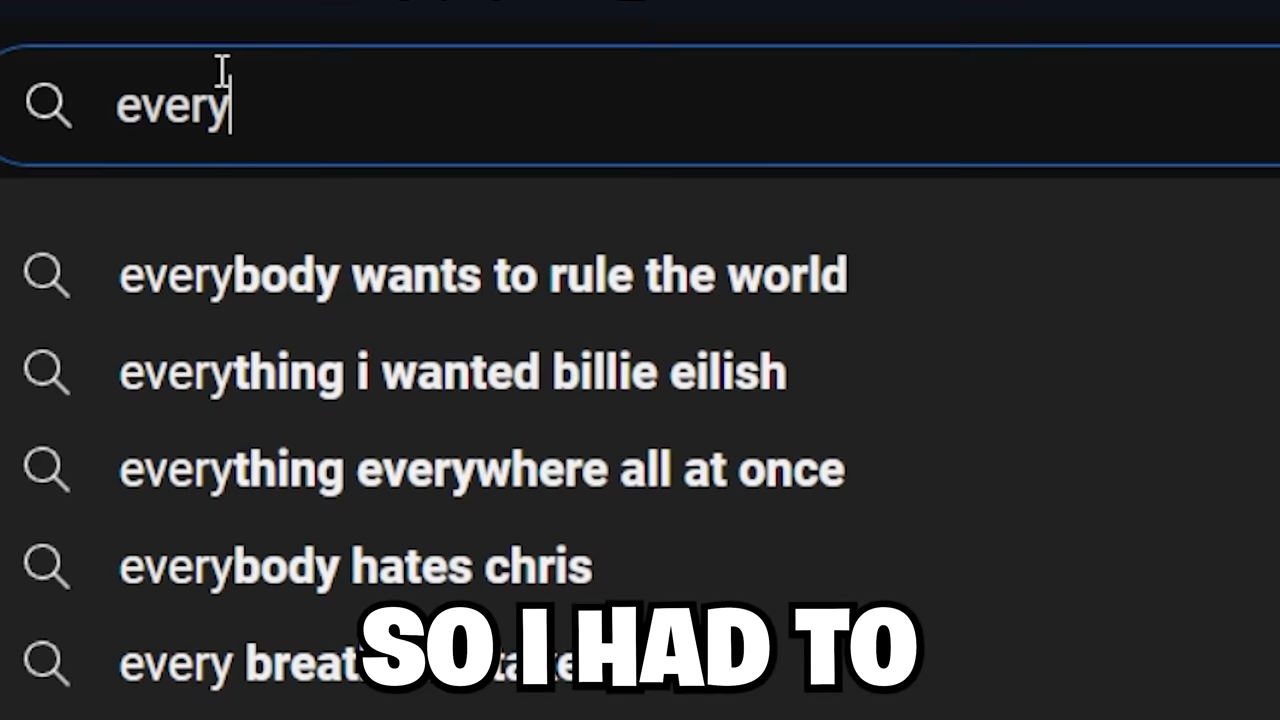 every
everybody wants to rule the world
everything i wanted billie eilish
everything everywhere all at once
everybody hates chris
every
SO I HAD TO